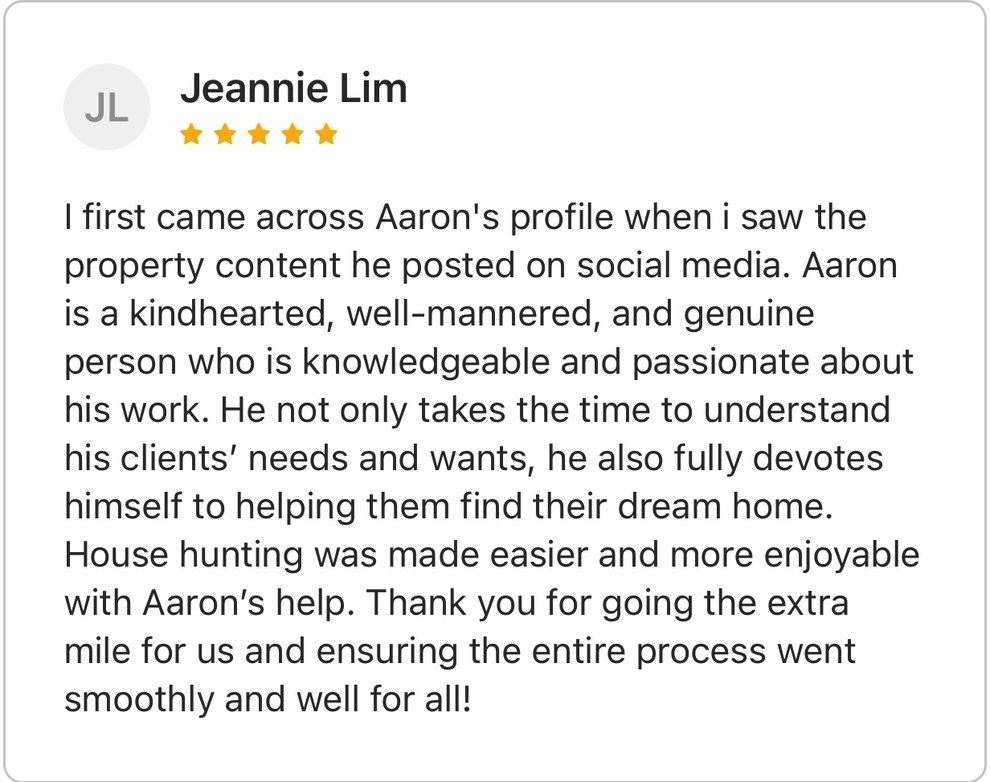 JL
Jeannie Lim
I first came across Aaron's profile when i saw the
property content he posted on social media. Aaron
is a kindhearted, well-mannered, and genuine
person who is knowledgeable and passionate about
his work. He not only takes the time to understand
his clients’ needs and wants, he also fully devotes
himself to helping them find their dream home.
House hunting was made easier and more enjoyable
with Aaron’s help. Thank you for going the extra
mile for us and ensuring the entire process went
smoothly and well for all!